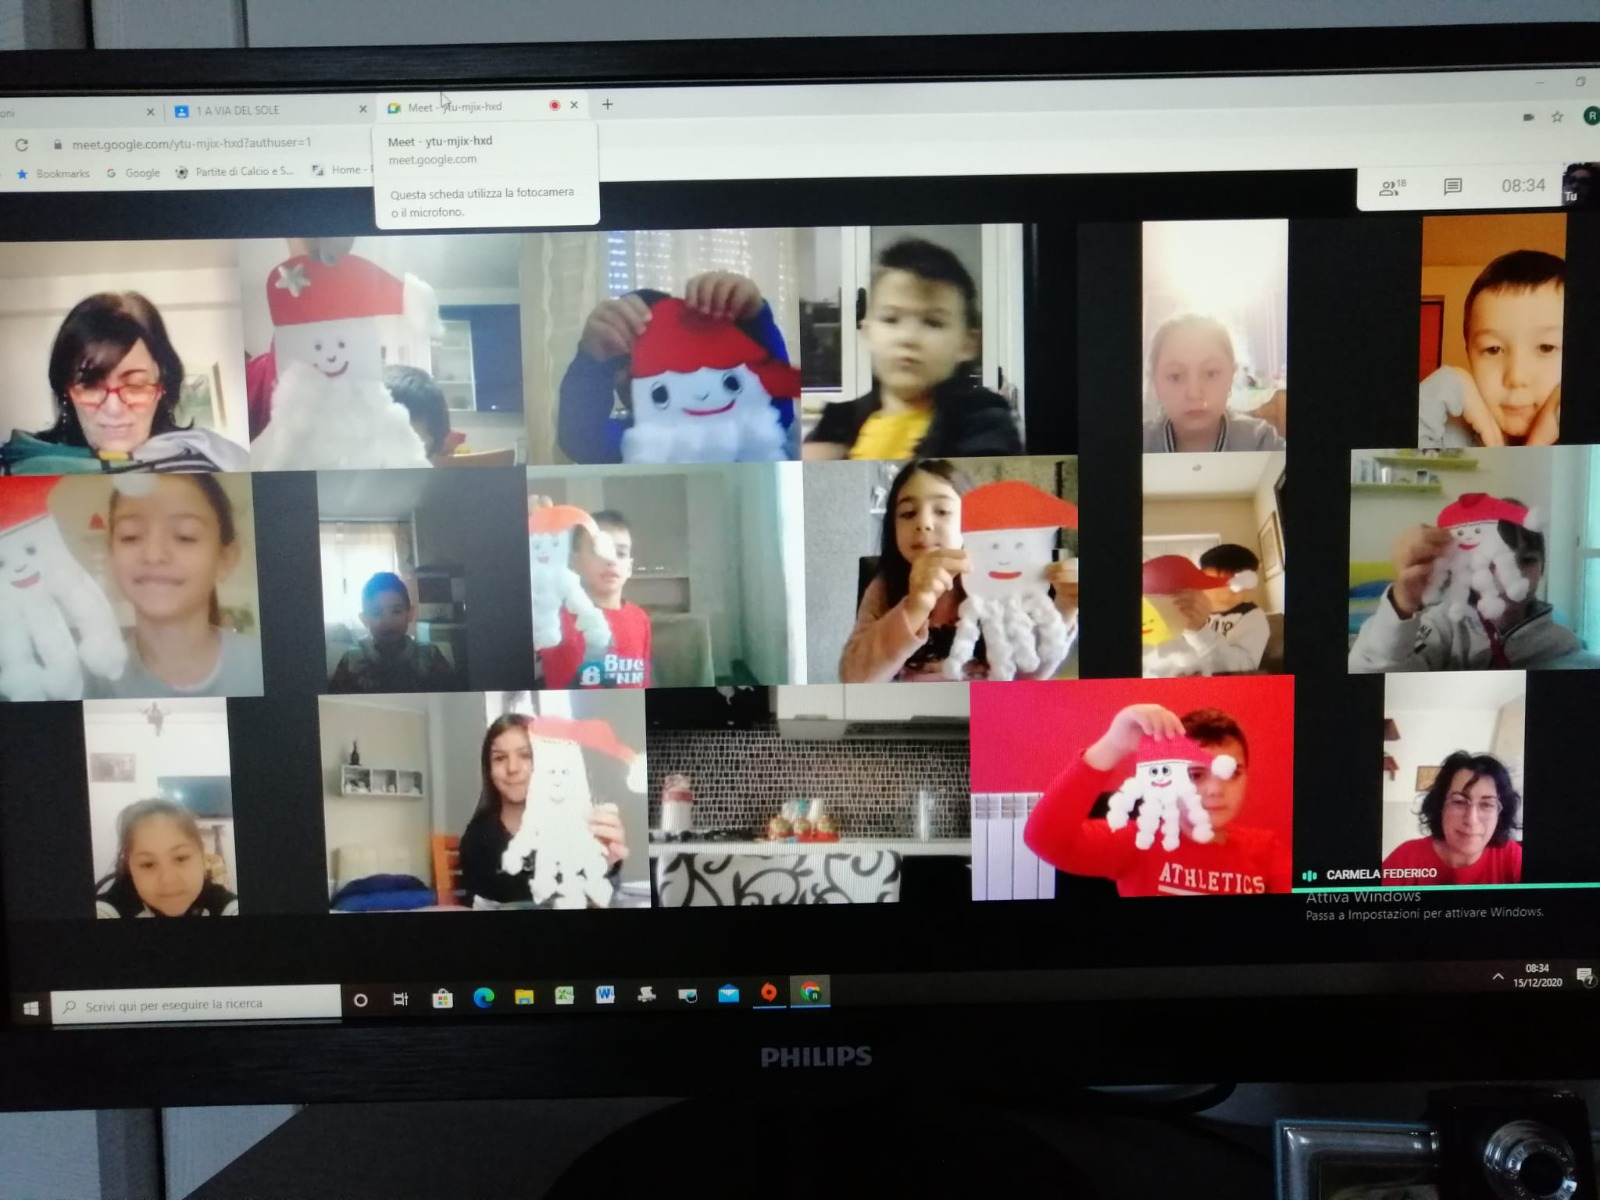 oni
1 A VIA DEL SOLE
Meet - ytu-mjix-hxd
meet.google.com/ytu-mjix-hxd?authuser=1
Meet - ytu-mjix-hxd
meet.google.com
Questa scheda utilizza la fotocamera
o il microfono.
R
Bookmarks
Google
Partite di Calcio e S...
Home -
18
08:34
Tu
ATHLETICS
CARMELA FEDERICO
Attiva Windows
Passa a Impostazioni per attivare Windows.
Scrivi qui per eseguire la ricerca
08:34
15/12/2020
7
PHILIPS